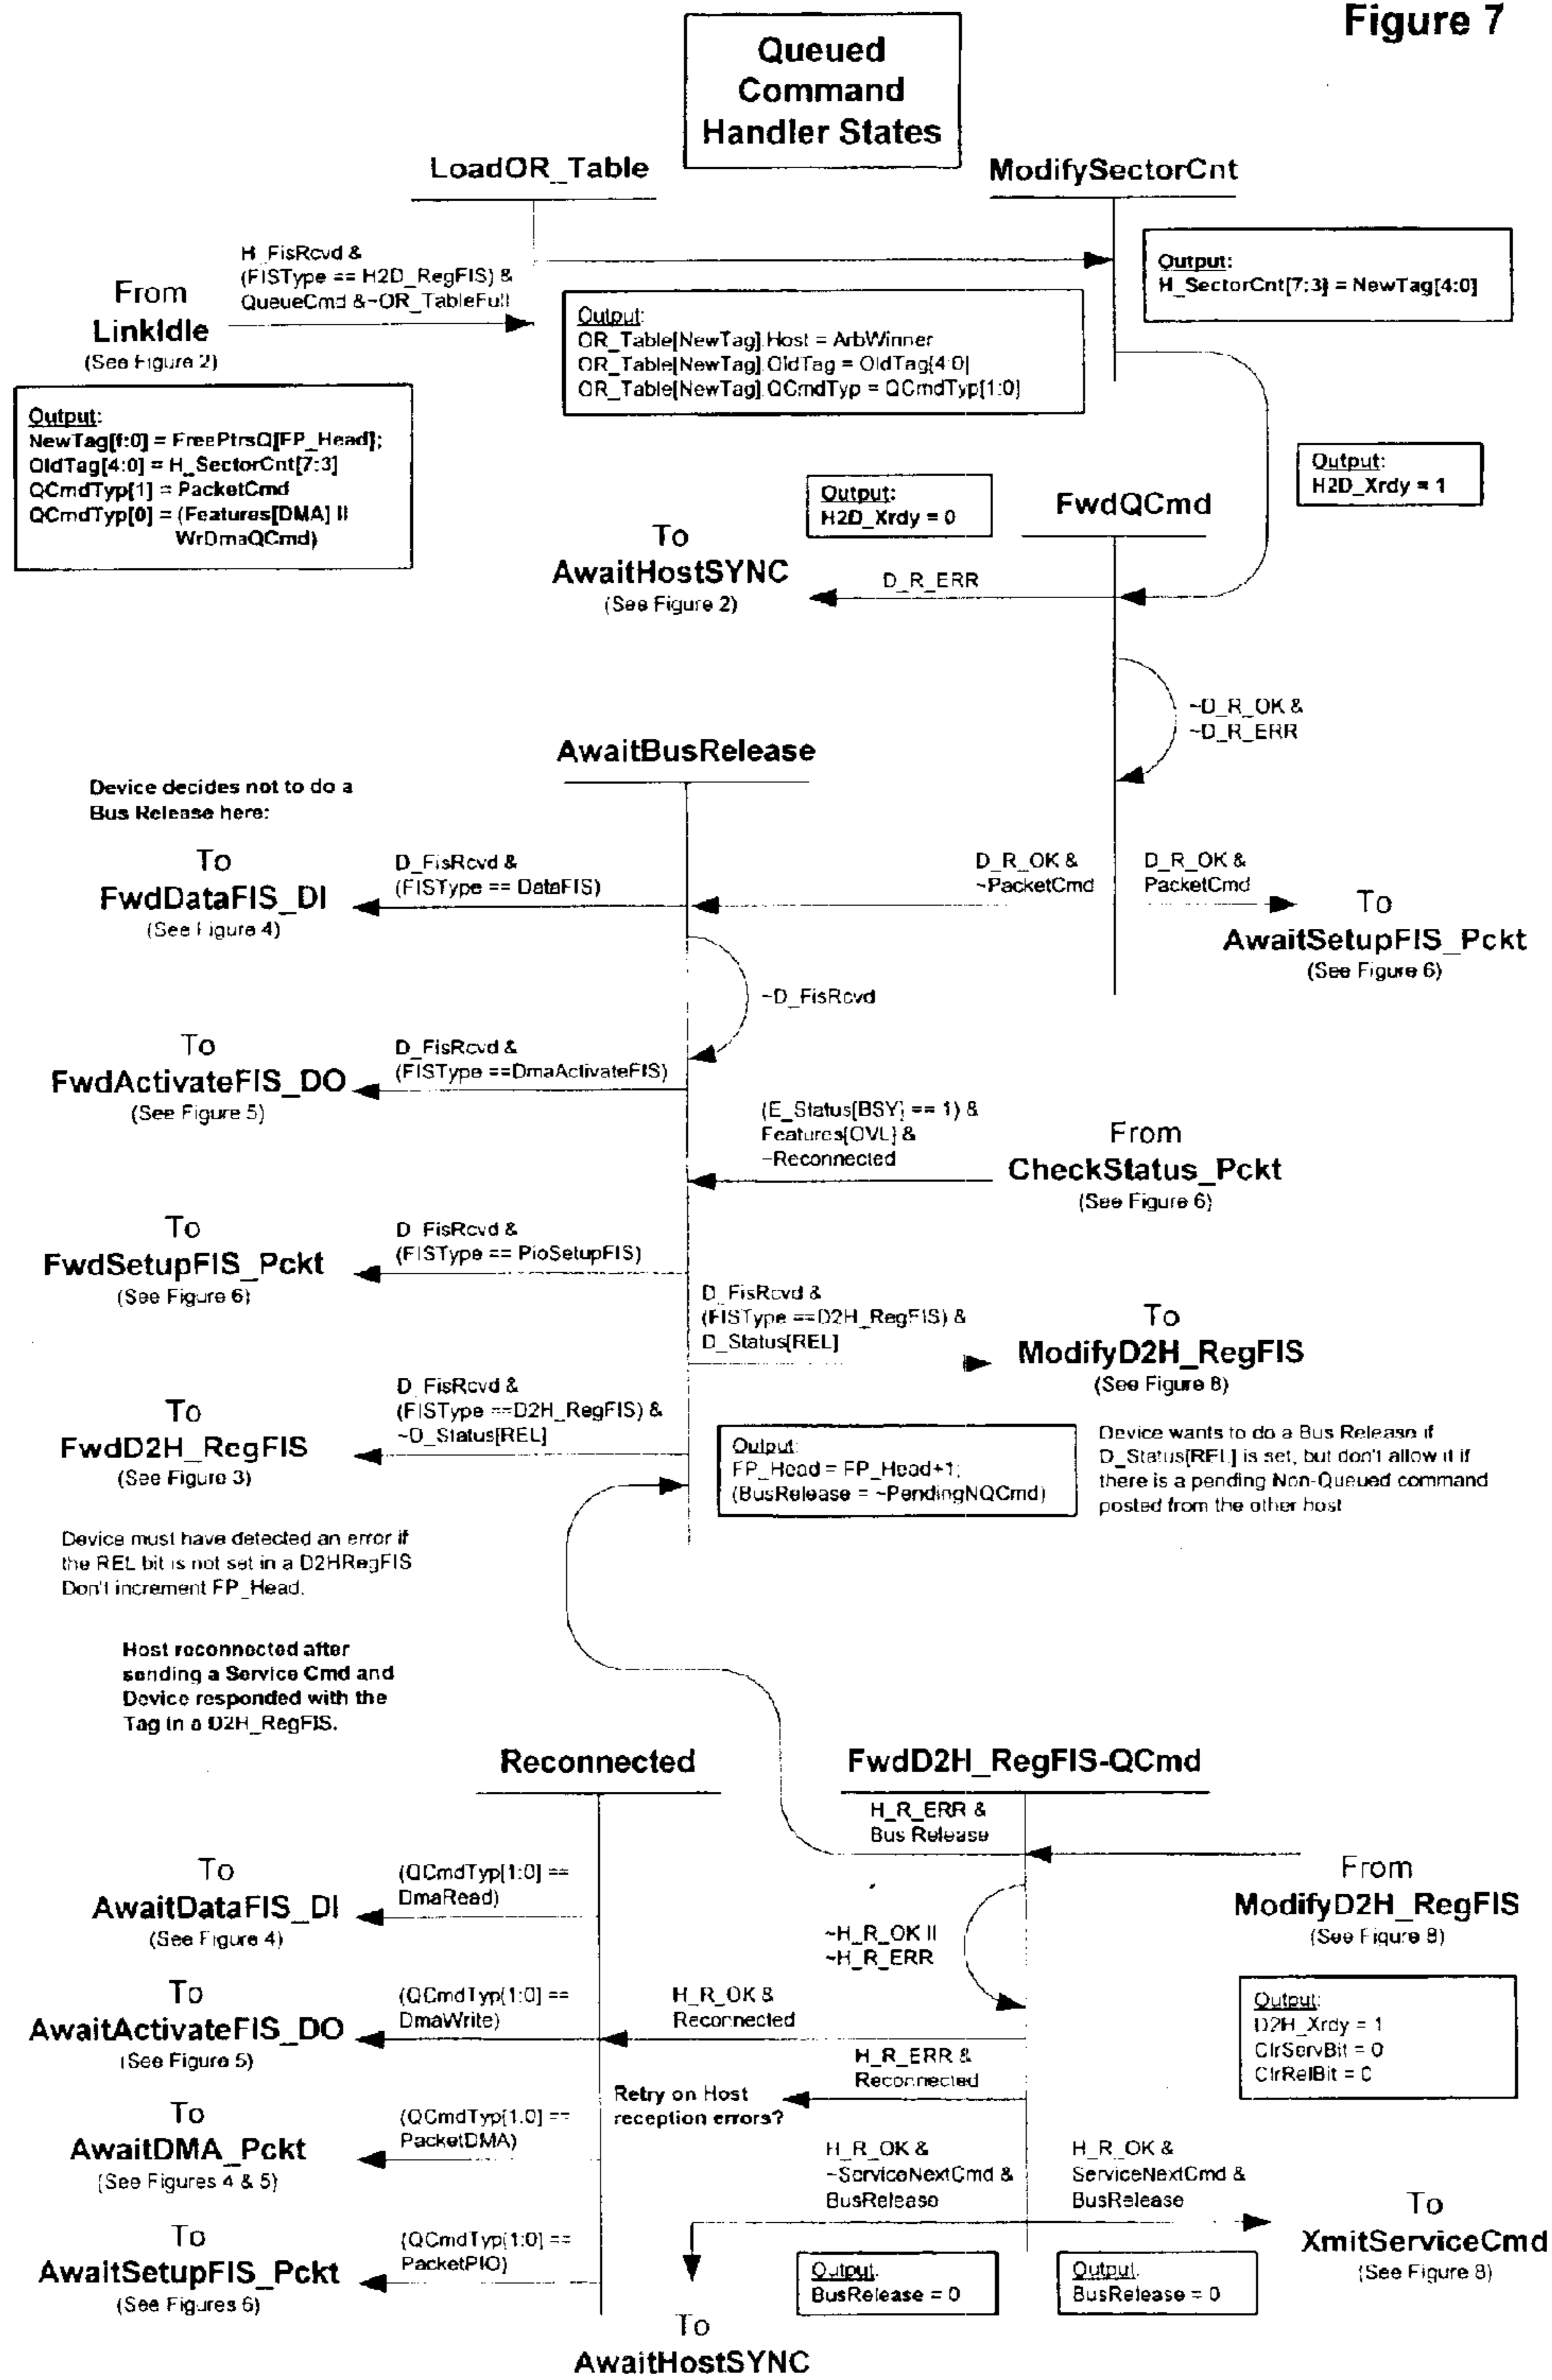 Figure 7
Queued
Command
Handler States
LoadOR_Table
ModifySectorCnt
H_FisRcvd &
(FISType == H2D_RegFIS) &
QueueCmd &~OR_TableFull
From
LinkIdle
(See Figure 2)
Output:
H_SectorCnt[7:3] = NewTag[4:0]
Output:
OR_Table[NewTag].Host = ArbWinner
OR_Table[NewTag].OldTag = OldTag[4:0]
OR_Table[NewTag].QCmdTyp = QCmdTyp[1:0]
Output:
NewTag[f:0] = FreePtrsQ[FP_Head];
OldTag[4:0] = H_SectorCnt[7:3]
QCmdTyp[1] = PacketCmd
QCmdTyp[0] = (Features[DMA] ||
WrDmaQCmd)
Output:
H2D_Xrdy = 1
Output:
H2D_Xrdy = 0
FwdQCmd
To
AwaitHostSYNC
(See Figure 2)
D_R_ERR
~D_R_OK &
~D_R_ERR
AwaitBusRelease
Device decides not to do a
Bus Release here:
To
FwdDataFIS_DI
(See Figure 4)
D_FisRcvd &
(FISType == DataFIS)
D_R_OK &
~PacketCmd
D_R_OK &
PacketCmd
To
AwaitSetupFIS_Pckt
(See Figure 6)
~D_FisRcvd
To
FwdActivateFIS_DO
(See Figure 5)
D_FisRcvd &
(FISType ==DmaActivateFIS)
(E_Status[BSY] == 1) &
Features[OVL] &
~Reconnected
From
CheckStatus_Pckt
(See Figure 6)
To
FwdSetupFIS_Pckt
(See Figure 6)
D_FisRcvd &
(FISType == PioSetupFIS)
D_FisRcvd &
(FISType ==D2H_RegFIS) &
D_Status[REL]
To
ModifyD2H_RegFIS
(See Figure 8)
To
FwdD2H_RegFIS
(See Figure 3)
D_FisRcvd &
(FISType ==D2H_RegFIS) &
~D_Status[REL]
Output:
FP_Head = FP_Head+1;
(BusRelease = ~PendingNQCmd)
Device wants to do a Bus Release if
D_Status[REL] is set, but don't allow it if
there is a pending Non-Queued command
posted from the other host
Device must have detected an error if
the REL bit is not set in a D2HRegFIS
Don't increment FP_Head.
Host reconnected after
sending a Service Cmd and
Device responded with the
Tag in a D2H_RegFIS.
Reconnected
FwdD2H_RegFIS-QCmd
H_R_ERR &
Bus Release
To
AwaitDataFIS_DI
(See Figure 4)
(QCmdTyp[1:0] ==
DmaRead)
From
ModifyD2H_RegFIS
(See Figure 8)
~H_R_OK ||
~H_R_ERR
Output:
D2H_Xrdy = 1
ClrServBit = 0
ClrRelBit = 0
To
AwaitActivateFIS_DO
(See Figure 5)
(QCmdTyp[1:0] ==
DmaWrite)
H_R_OK &
Reconnected
H_R_ERR &
Reconnected
Retry on Host
reception errors?
To
AwaitDMA_Pckt
(See Figures 4 & 5)
(QCmdTyp[1:0] ==
PacketDMA)
H_R_OK &
~ServiceNextCmd &
BusRelease
H_R_OK &
ServiceNextCmd &
BusRelease
To
XmitServiceCmd
(See Figure 8)
To
AwaitSetupFIS_Pckt
(See Figures 6)
(QCmdTyp[1:0] ==
PacketPIO)
Output:
BusRelease = 0
Output:
BusRelease = 0
To
AwaitHostSYNC